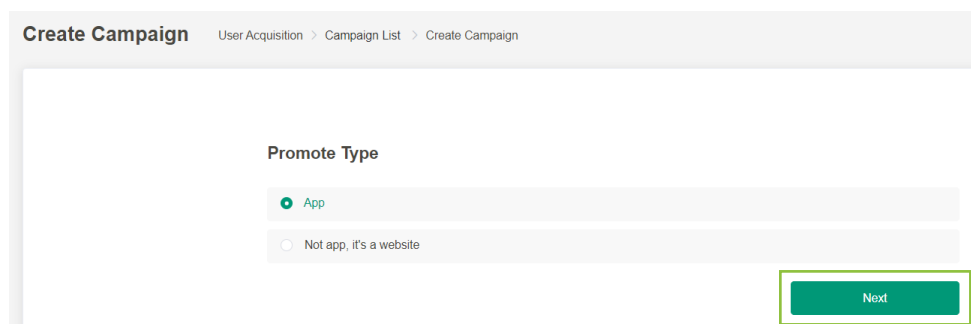 Create Campaign User Acquisition > Campaign List > Create Campaign
Promote Type
App
Not app, it's a website
Next